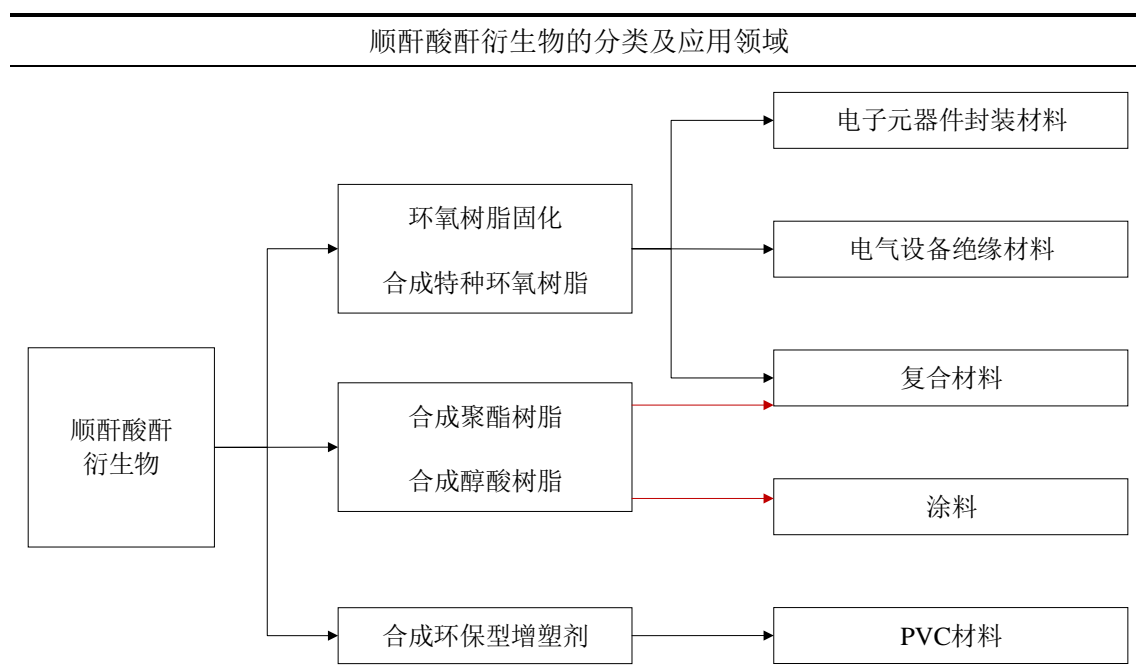 顺酐酸酐衍生物的分类及应用领域
电子元器件封装材料
环氧树脂固化
合成特种环氧树脂
电气设备绝缘材料
复合材料
顺酐酸酐
衍生物
合成聚酯树脂
合成醇酸树脂
涂料
合成环保型增塑剂
PVC材料